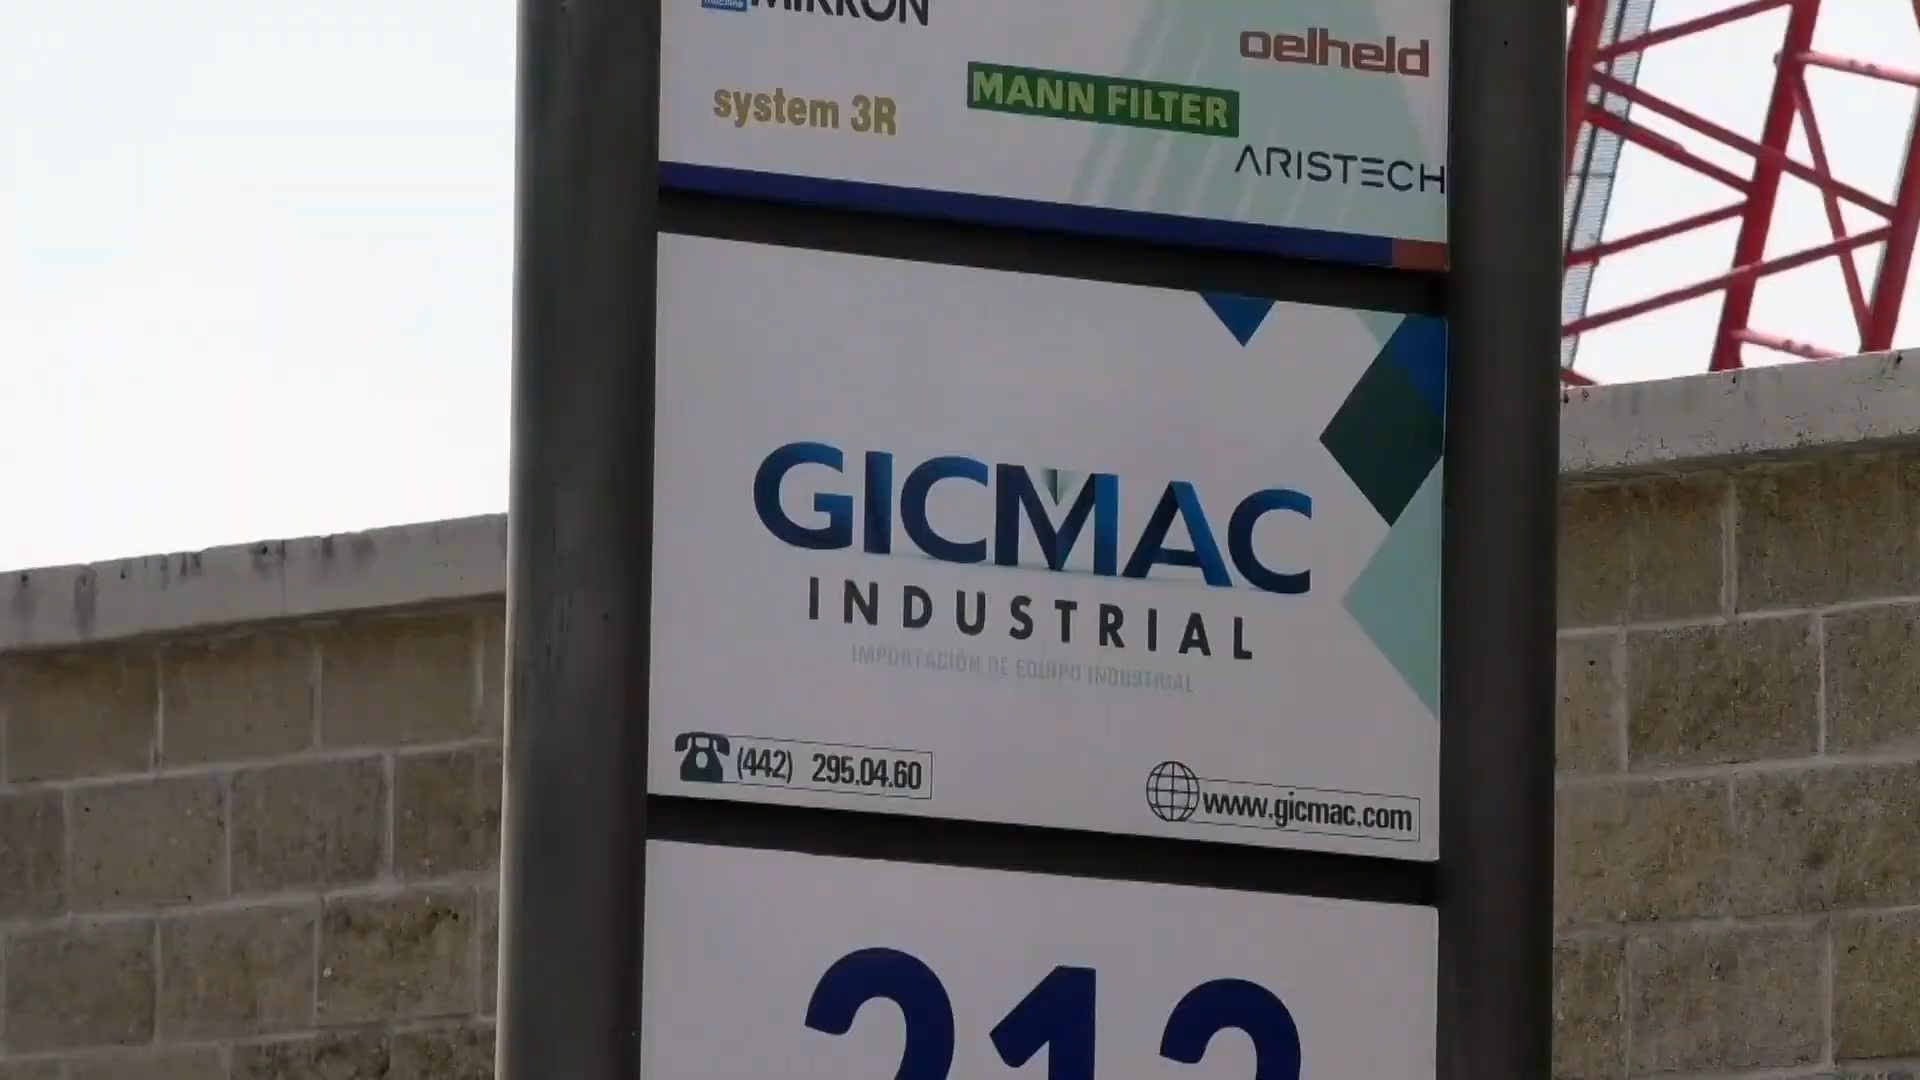 MIKRON
oelheld
system 3R
MANN FILTER
ARISTECH
GICMAC
INDUSTRIAL
IMPORTACIÓN DE EQUIPO INDUSTRIAL
(442) 295.04.60
www.gicmac.com